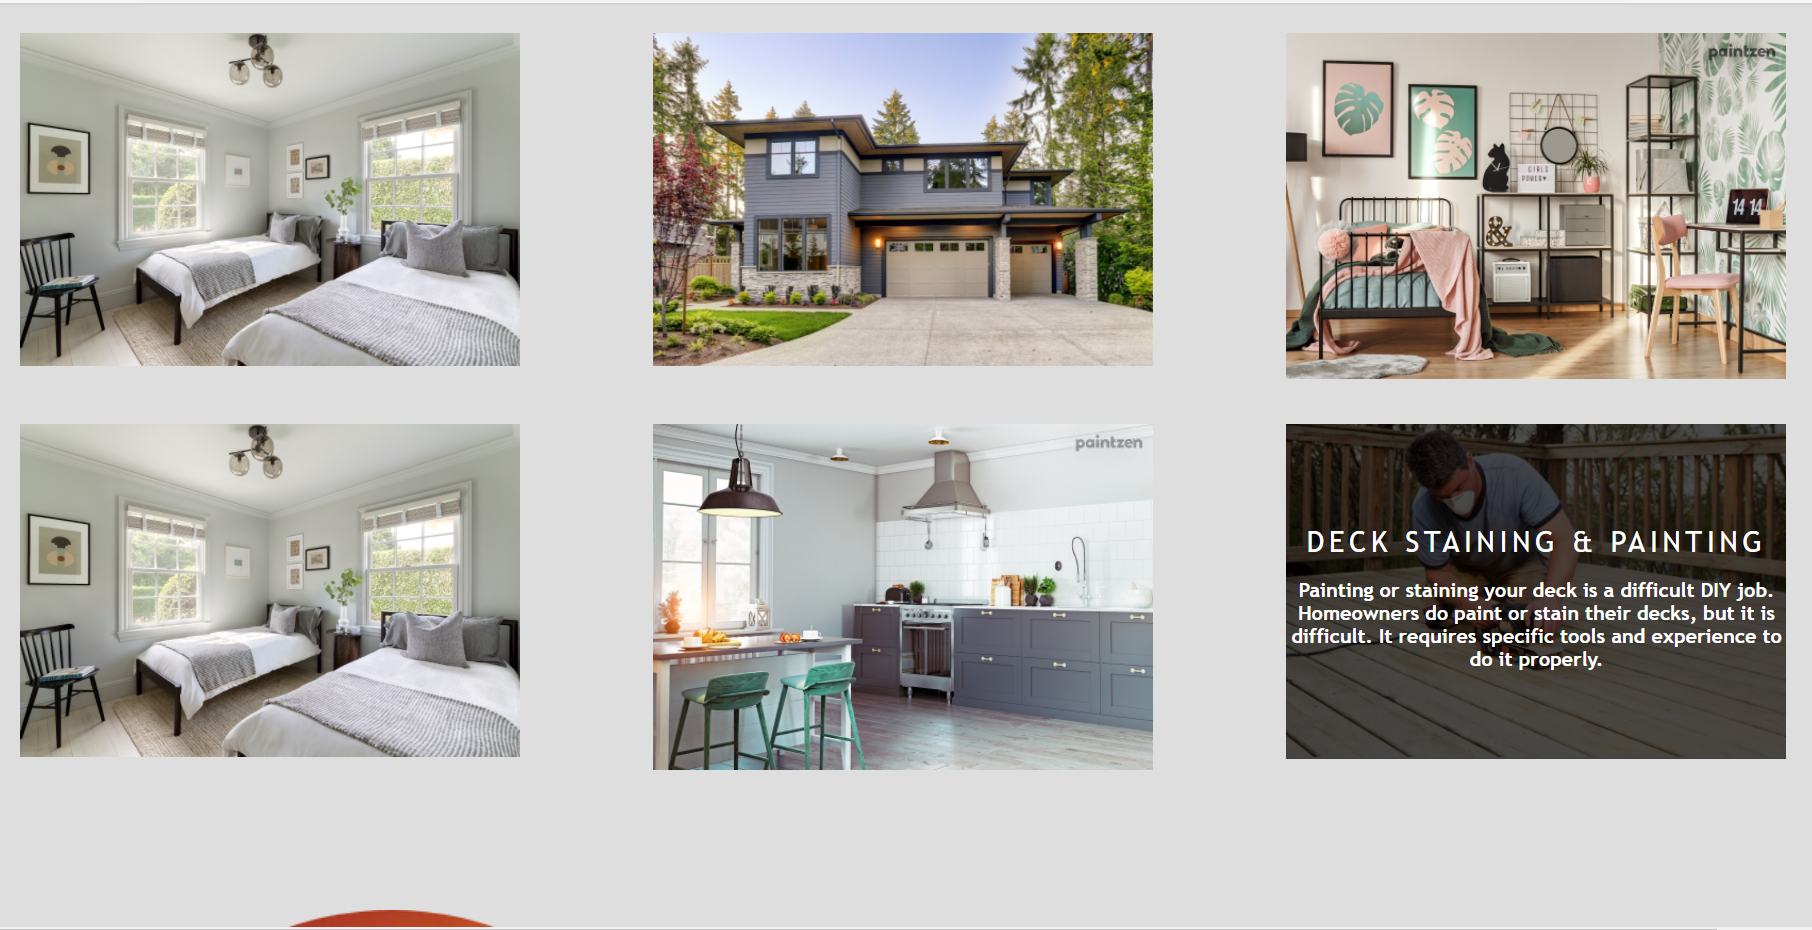 paintzen
GIRLS
POWER♥
14 14
&
paintzen
DECK STAINING & PAINTING
Painting or staining your deck is a difficult DIY job.
Homeowners do paint or stain their decks, but it is
difficult. It requires specific tools and experience to
do it properly.